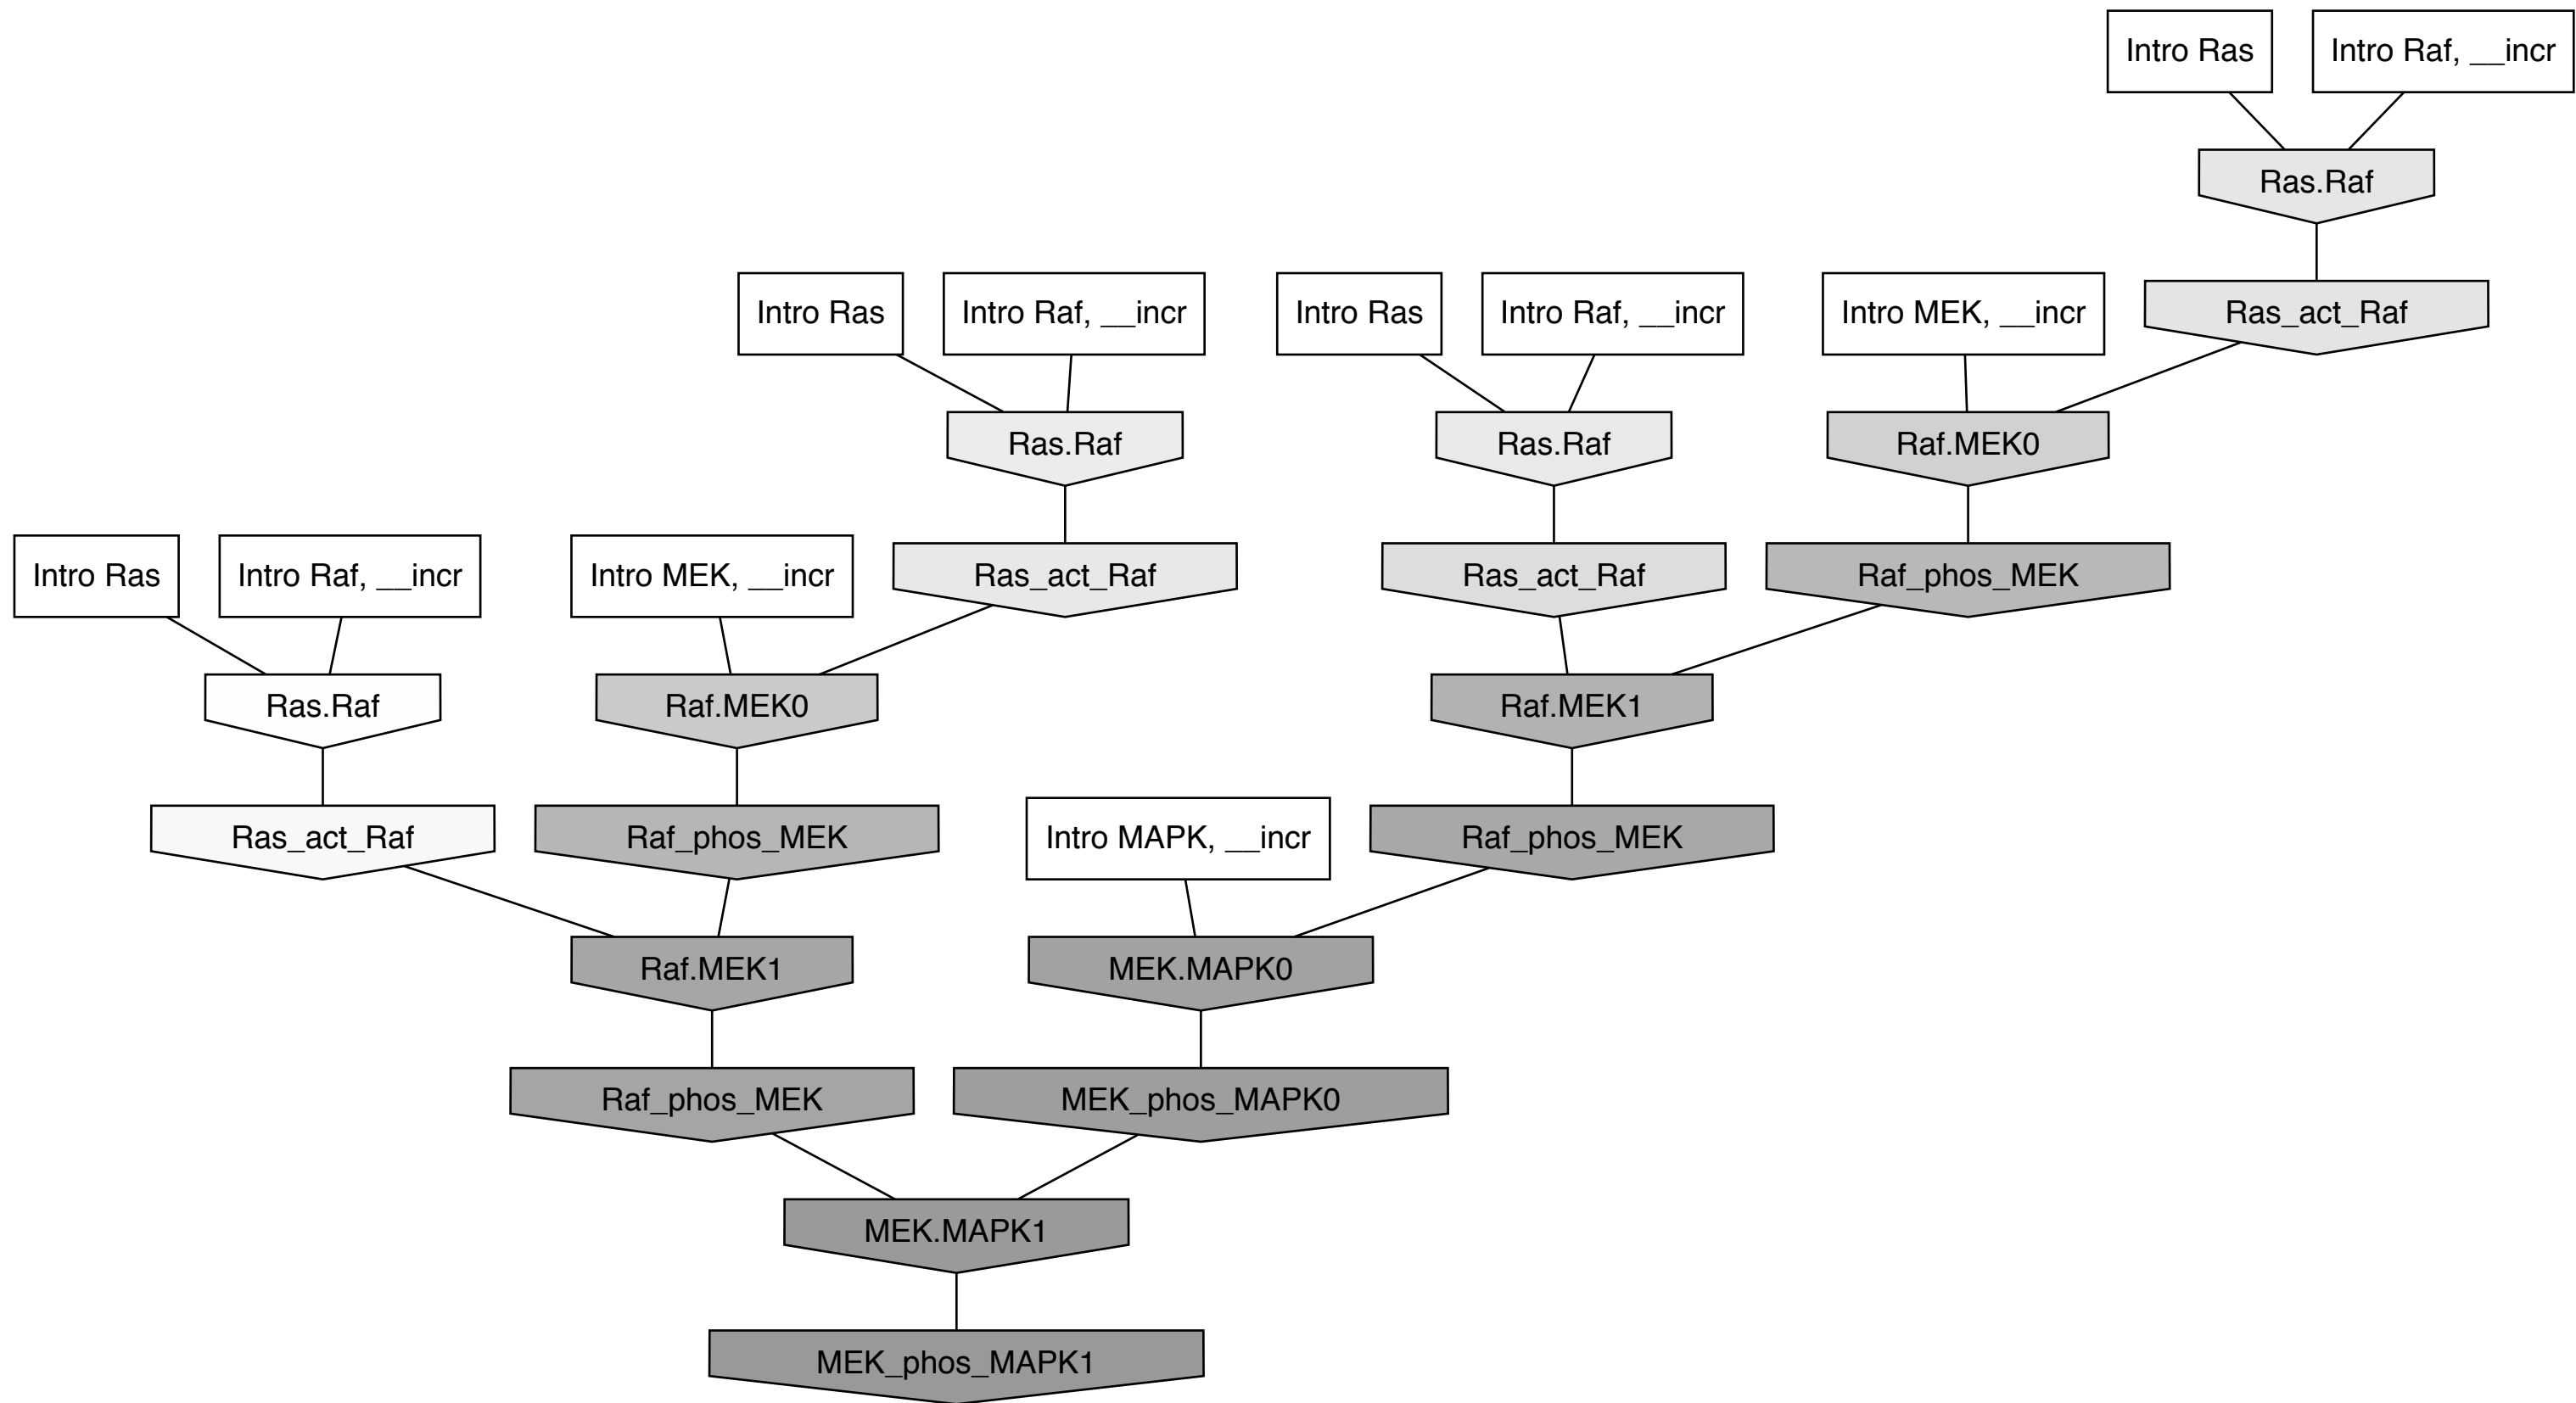 Intro Ras
Intro Raf, __incr
Ras.Raf
Intro Ras
Intro Raf, __incr
Intro Ras
Intro Raf, __incr
Intro MEK, __incr
Ras_act_Raf
Ras.Raf
Ras.Raf
Raf.MEK0
Intro Ras
Intro Raf, __incr
Intro MEK, __incr
Ras_act_Raf
Ras_act_Raf
Raf_phos_MEK
Ras.Raf
Raf.MEK0
Raf.MEK1
Ras_act_Raf
Raf_phos_MEK
Intro MAPK, __incr
Raf_phos_MEK
Raf.MEK1
MEK.MAPK0
Raf_phos_MEK
MEK_phos_MAPK0
MEK.MAPK1
MEK_phos_MAPK1